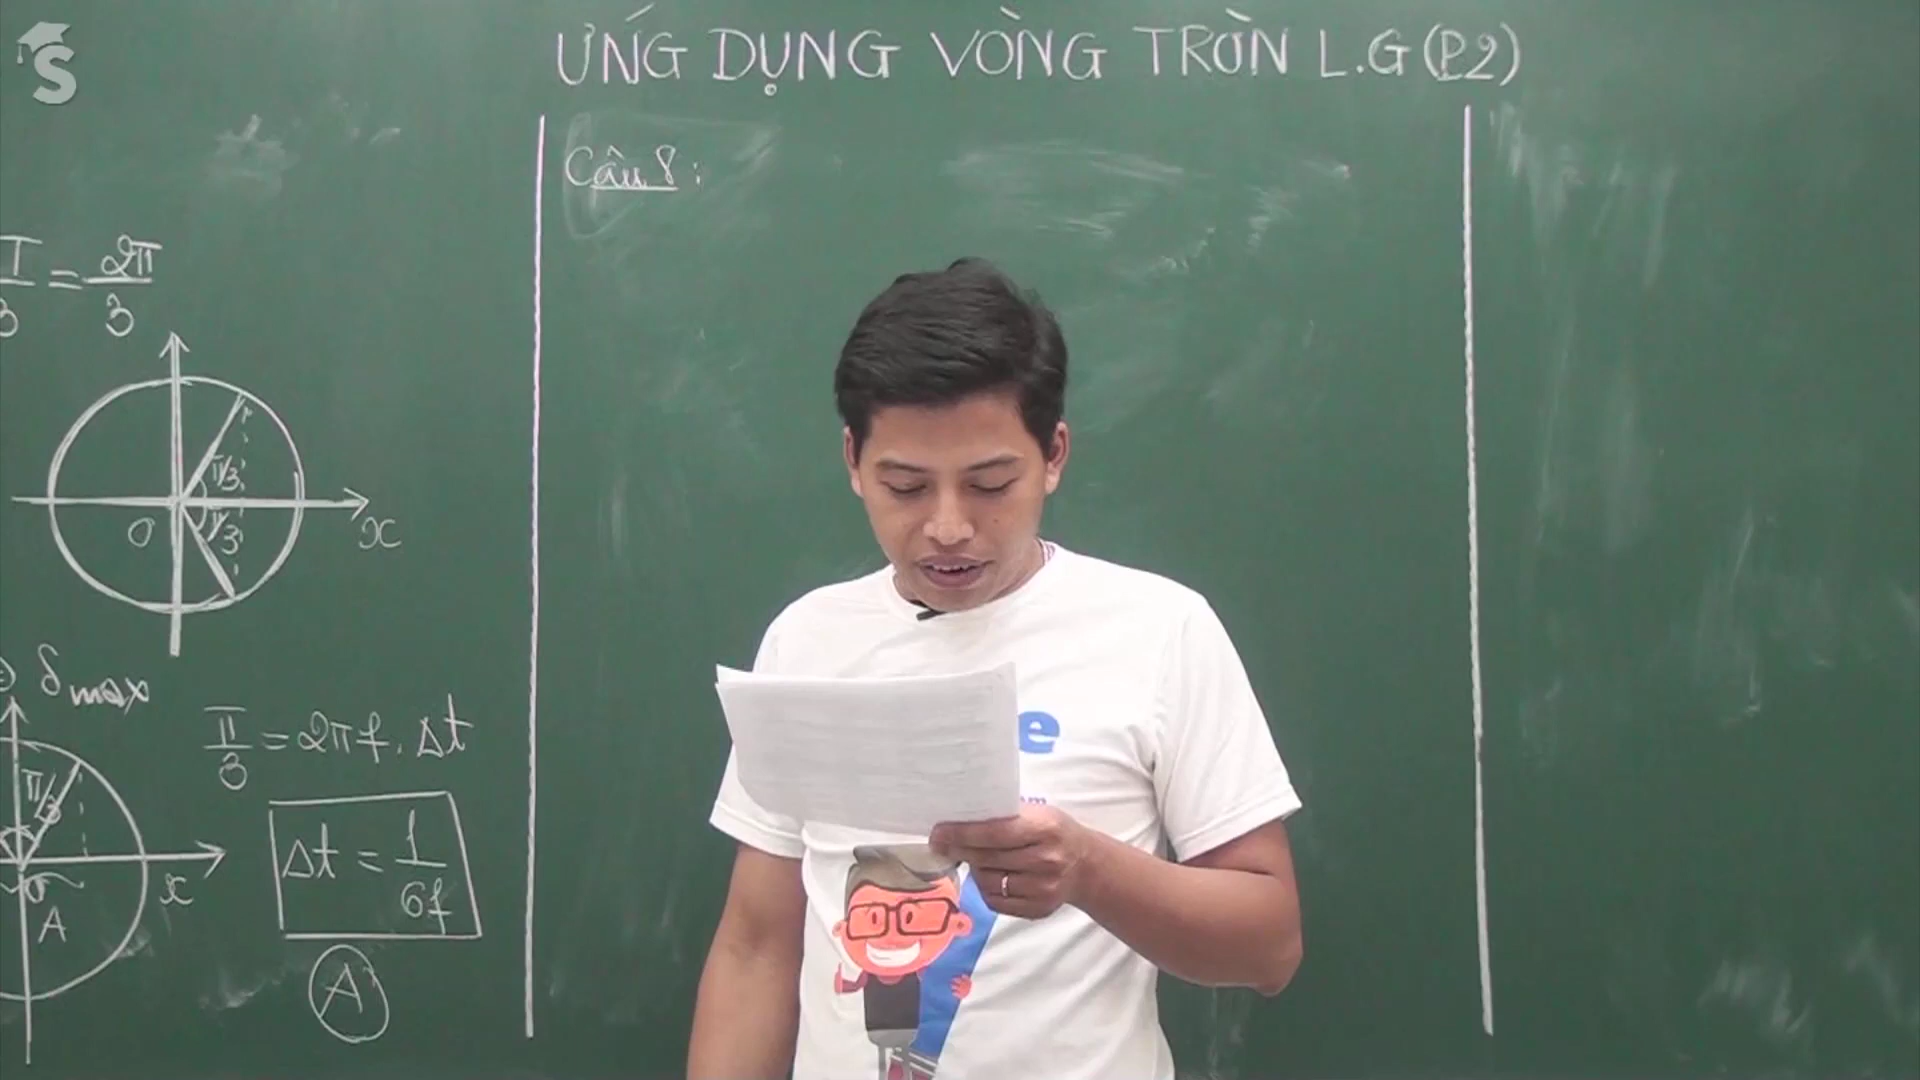 S
ỨNG DỤNG VÒNG TRÒN L.G (P2)
Câu 8:
T/3 = 2π/3
π/3
π/3
O
x
δmax
π/3 = 2πf. Δt
π/3
x
A
Δt = 1/6f
A
e